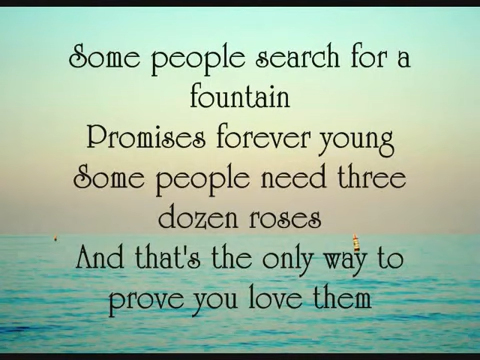 Some people search for a
fountain
Promises forever young
Some people need three
dozen roses
And that's the only way to
prove you love them